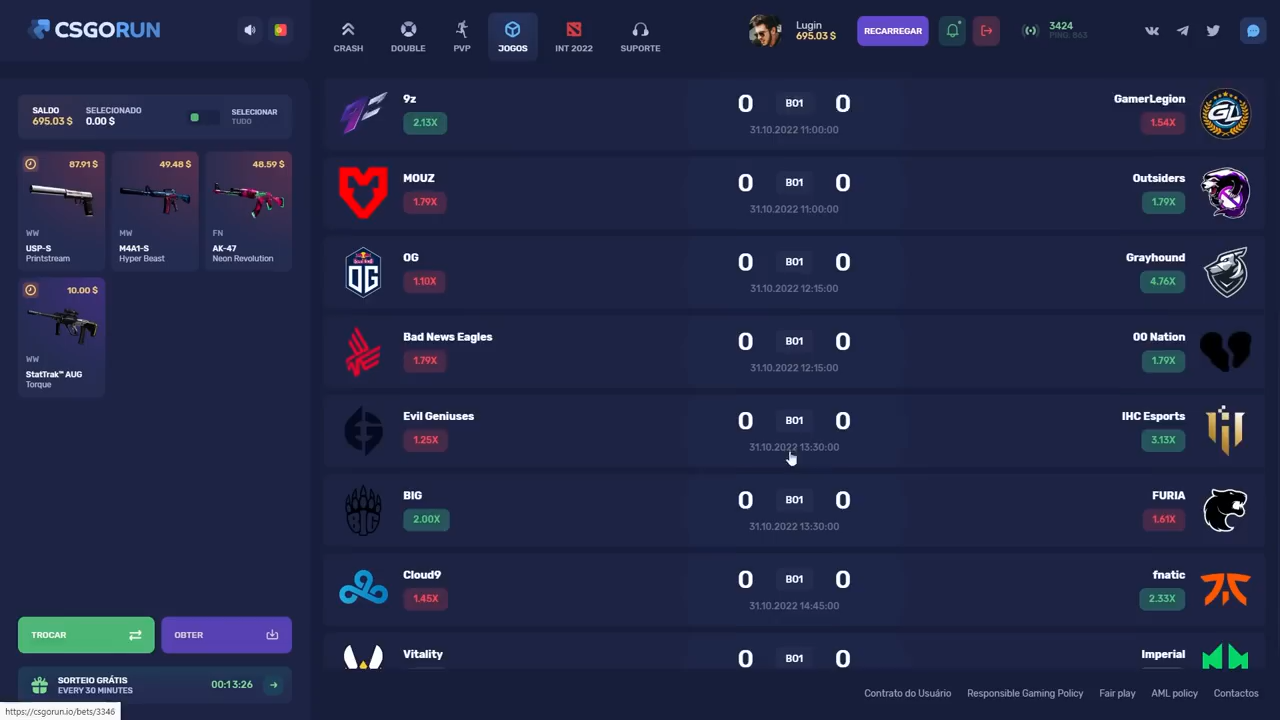 CSGORUN
CRASH
DOUBLE
PVP
JOGOS
INT 2022
SUPORTE
Lugin
695.03 $
RECARREGAR
3424
PING: 863
SALDO
695.03 $
SELECIONADO
0.00 $
SELECIONAR
TUDO
87.91 $
WW
USP-S
Printstream
49.48 $
MW
M4A1-S
Hyper Beast
48.59 $
FN
AK-47
Neon Revolution
10.00 $
WW
StatTrak™ AUG
Torque
TROCAR
OBTER
SORTEIO GRÁTIS
EVERY 30 MINUTES
00:13:26
https://csgorun.io/bets/3346
9z
2.13X
0 BO1 0
31.10.2022 11:00:00
GamerLegion
1.54X
GL
MOUZ
1.79X
0 BO1 0
31.10.2022 11:00:00
Outsiders
1.79X
OG
1.10X
OG
0 BO1 0
31.10.2022 12:15:00
Grayhound
4.76X
Bad News Eagles
1.79X
0 BO1 0
31.10.2022 12:15:00
00 Nation
1.79X
Evil Geniuses
1.25X
0 BO1 0
31.10.2022 13:30:00
IHC Esports
3.13X
BIG
2.00X
BIG
0 BO1 0
31.10.2022 13:30:00
FURIA
1.61X
Cloud9
1.45X
0 BO1 0
31.10.2022 14:45:00
fnatic
2.33X
Vitality
0 BO1 0
Imperial
Contrato do Usuário
Responsible Gaming Policy
Fair play
AML policy
Contactos